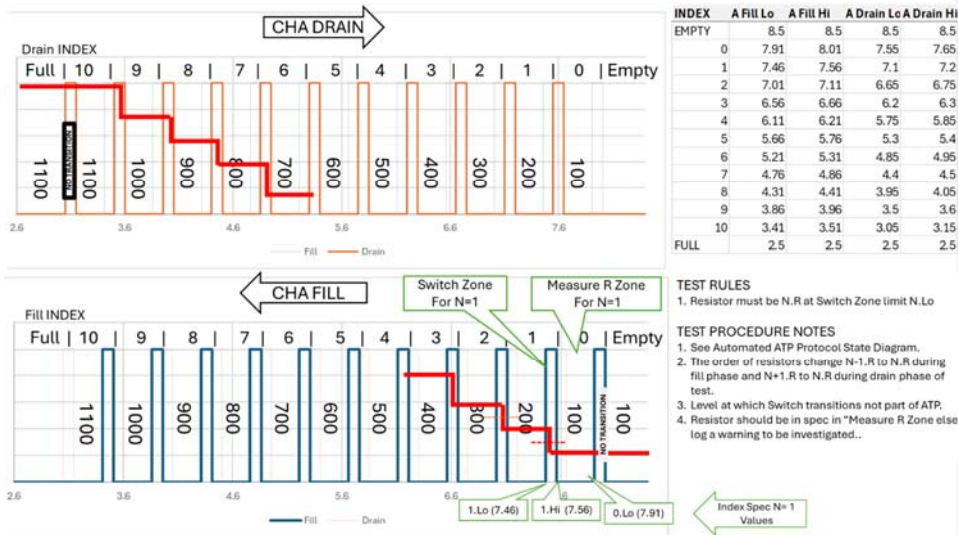 CHA DRAIN
Drain INDEX
Full | 10 | 9 | 8 | 7 | 6 | 5 | 4 | 3 | 2 | 1 | 0 | Empty
1100
NO TRANSITION
1100
1000
900
800
700
600
500
400
300
200
100
2.6 3.6 4.6 5.6 6.6 7.6
Fill Drain
INDEX A Fill Lo A Fill Hi A Drain Lo A Drain Hi
EMPTY 8.5 8.5 8.5 8.5
0 7.91 8.01 7.55 7.65
1 7.46 7.56 7.1 7.2
2 7.01 7.11 6.65 6.75
3 6.56 6.66 6.2 6.3
4 6.11 6.21 5.75 5.85
5 5.66 5.76 5.3 5.4
6 5.21 5.31 4.85 4.95
7 4.76 4.86 4.4 4.5
8 4.31 4.41 3.95 4.05
9 3.86 3.96 3.5 3.6
10 3.41 3.51 3.05 3.15
FULL 2.5 2.5 2.5 2.5
CHA FILL
Switch Zone
For N=1
Measure R Zone
For N=1
Fill INDEX
Full | 10 | 9 | 8 | 7 | 6 | 5 | 4 | 3 | 2 | 1 | 0 | Empty
1100
1000
900
800
700
600
500
400
300
200
100
NO TRANSITION
100
2.6 3.6 4.6 5.6 6.6 7.6
Fill Drain
1.Lo (7.46)
1.Hi (7.56)
0.Lo (7.91)
Index Spec N= 1
Values
TEST RULES
1. Resistor must be N.R at Switch Zone limit N.Lo
TEST PROCEDURE NOTES
1. See Automated ATP Protocol State Diagram.
2. The order of resistors change N-1.R to N.R during
fill phase and N+1.R to N.R during drain phase of
test.
3. Level at which Switch transitions not part of ATP.
4. Resistor should be in spec in "Measure R Zone else
log a warning to be investigated..